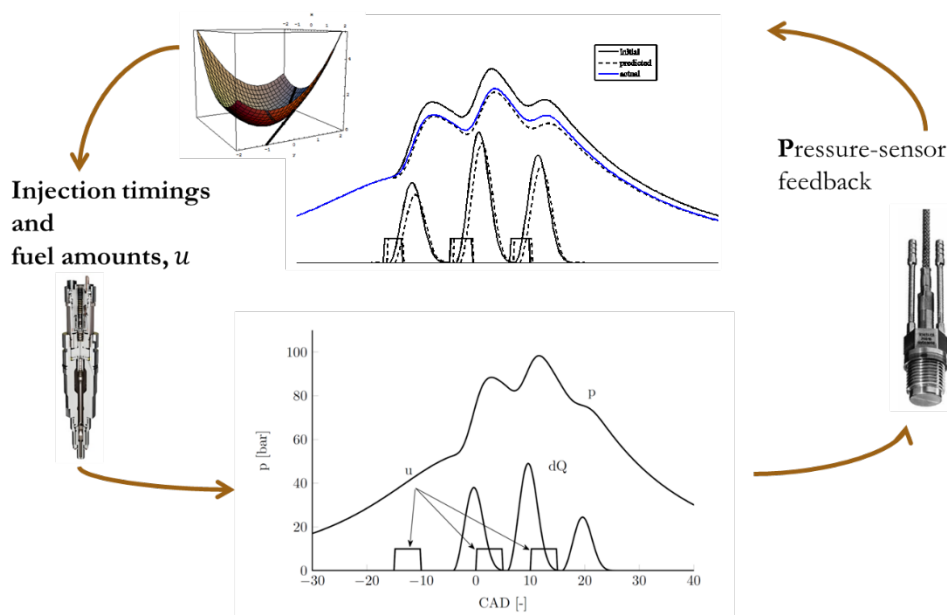 initial
predicted
actual
Injection timings
and
fuel amounts, u
Pressure-sensor
feedback
p [bar]
100
80
60
40
20
0
u
dQ
p
−30
−20
−10
0
10
20
30
40
CAD [-]